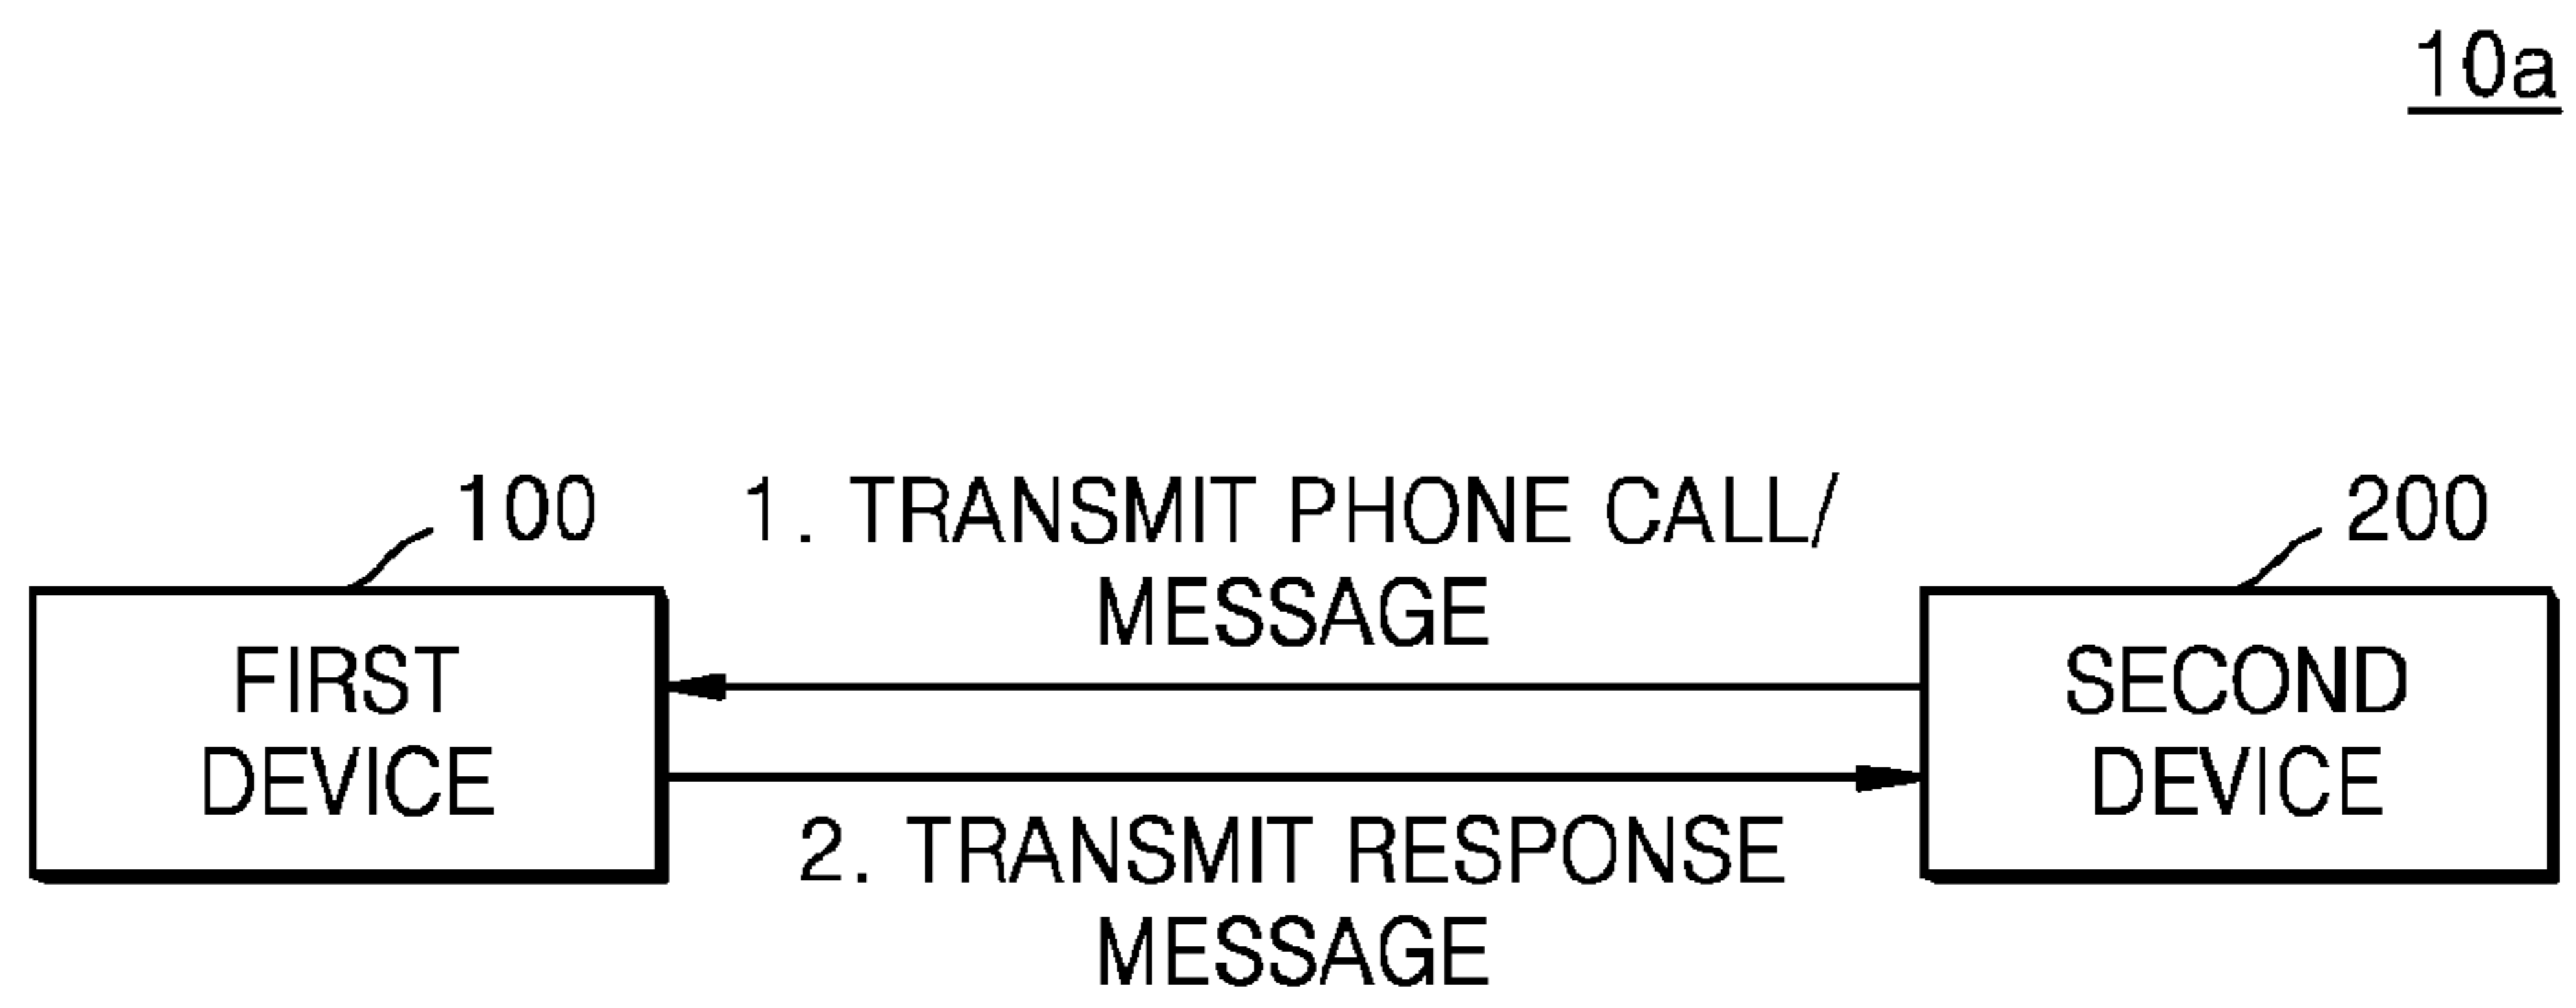 10a
100
1. TRANSMIT PHONE CALL/
MESSAGE
200
FIRST
DEVICE
SECOND
DEVICE
2. TRANSMIT RESPONSE
MESSAGE